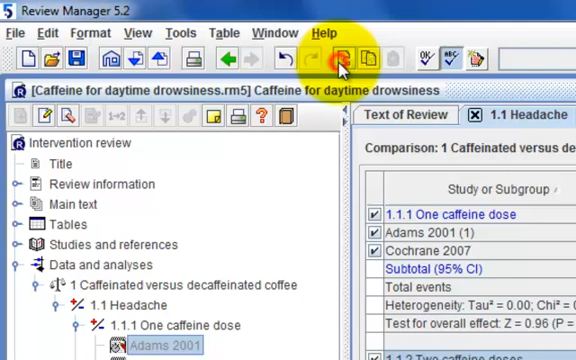 Review Manager 5.2
File Edit Format View Tools Table Window Help
OK ABC
[Caffeine for daytime drowsiness.rm5] Caffeine for daytime drowsiness
1→2
Text of Review 1.1 Headache
Intervention review
Title
Review information
Main text
Tables
Studies and references
Data and analyses
1 Caffeinated versus decaffeinated coffee
1.1 Headache
1.1.1 One caffeine dose
Adams 2001
Comparison: 1 Caffeinated versus de
Study or Subgroup
1.1.1 One caffeine dose
Adams 2001 (1)
Cochrane 2007
Subtotal (95% CI)
Total events
Heterogeneity: Tau² = 0.00; Chi² =
Test for overall effect: Z = 0.96 (P =
1.1.2 Two caffeine doses